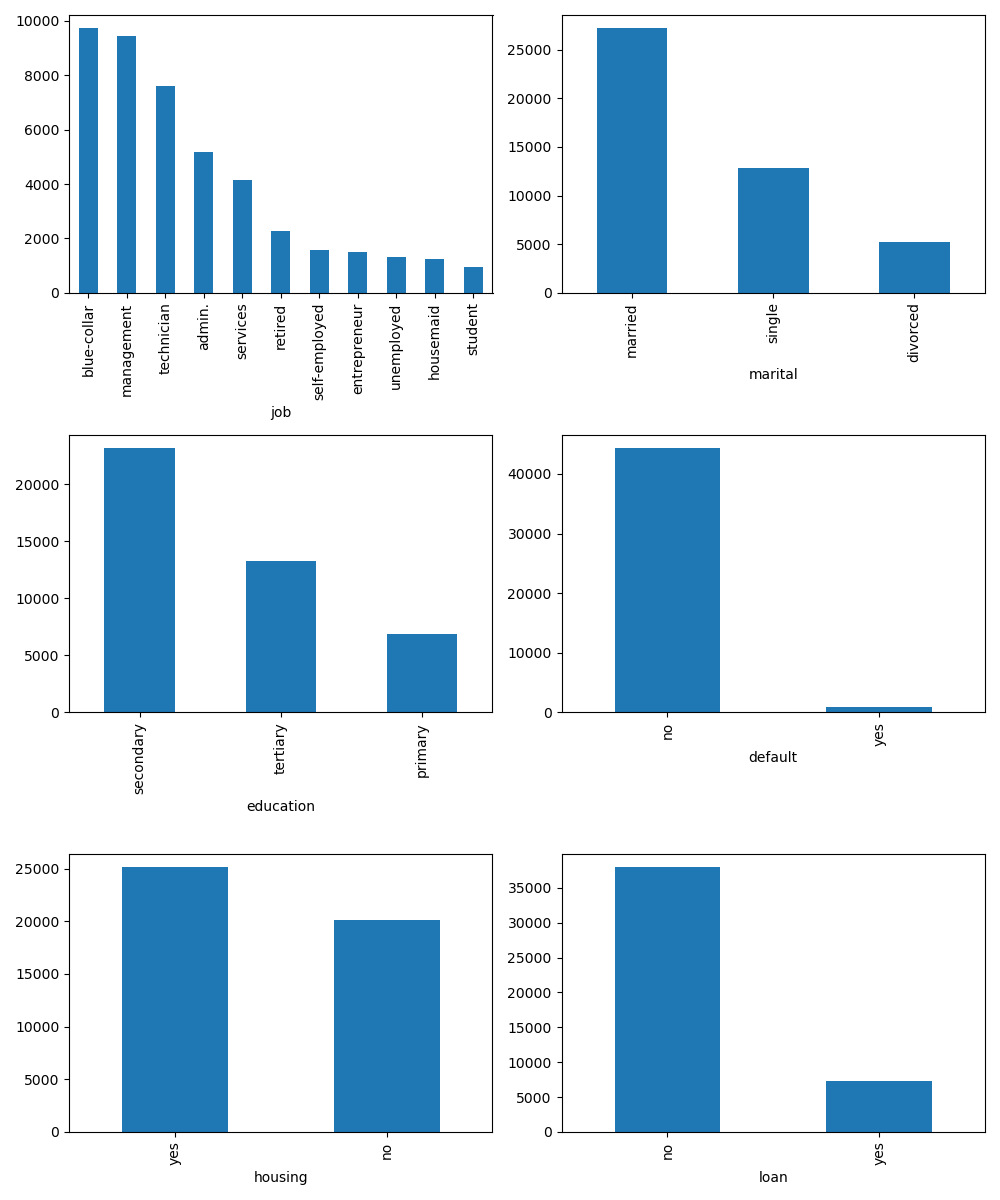 10000
8000
6000
4000
2000
0
blue-collar
management
technician
admin.
services
retired
self-employed
entrepreneur
unemployed
housemaid
student
job
25000
20000
15000
10000
5000
0
married
single
divorced
marital
20000
15000
10000
5000
0
secondary
tertiary
primary
education
40000
30000
20000
10000
0
no
yes
default
25000
20000
15000
10000
5000
0
yes
no
housing
35000
30000
25000
20000
15000
10000
5000
0
no
yes
loan